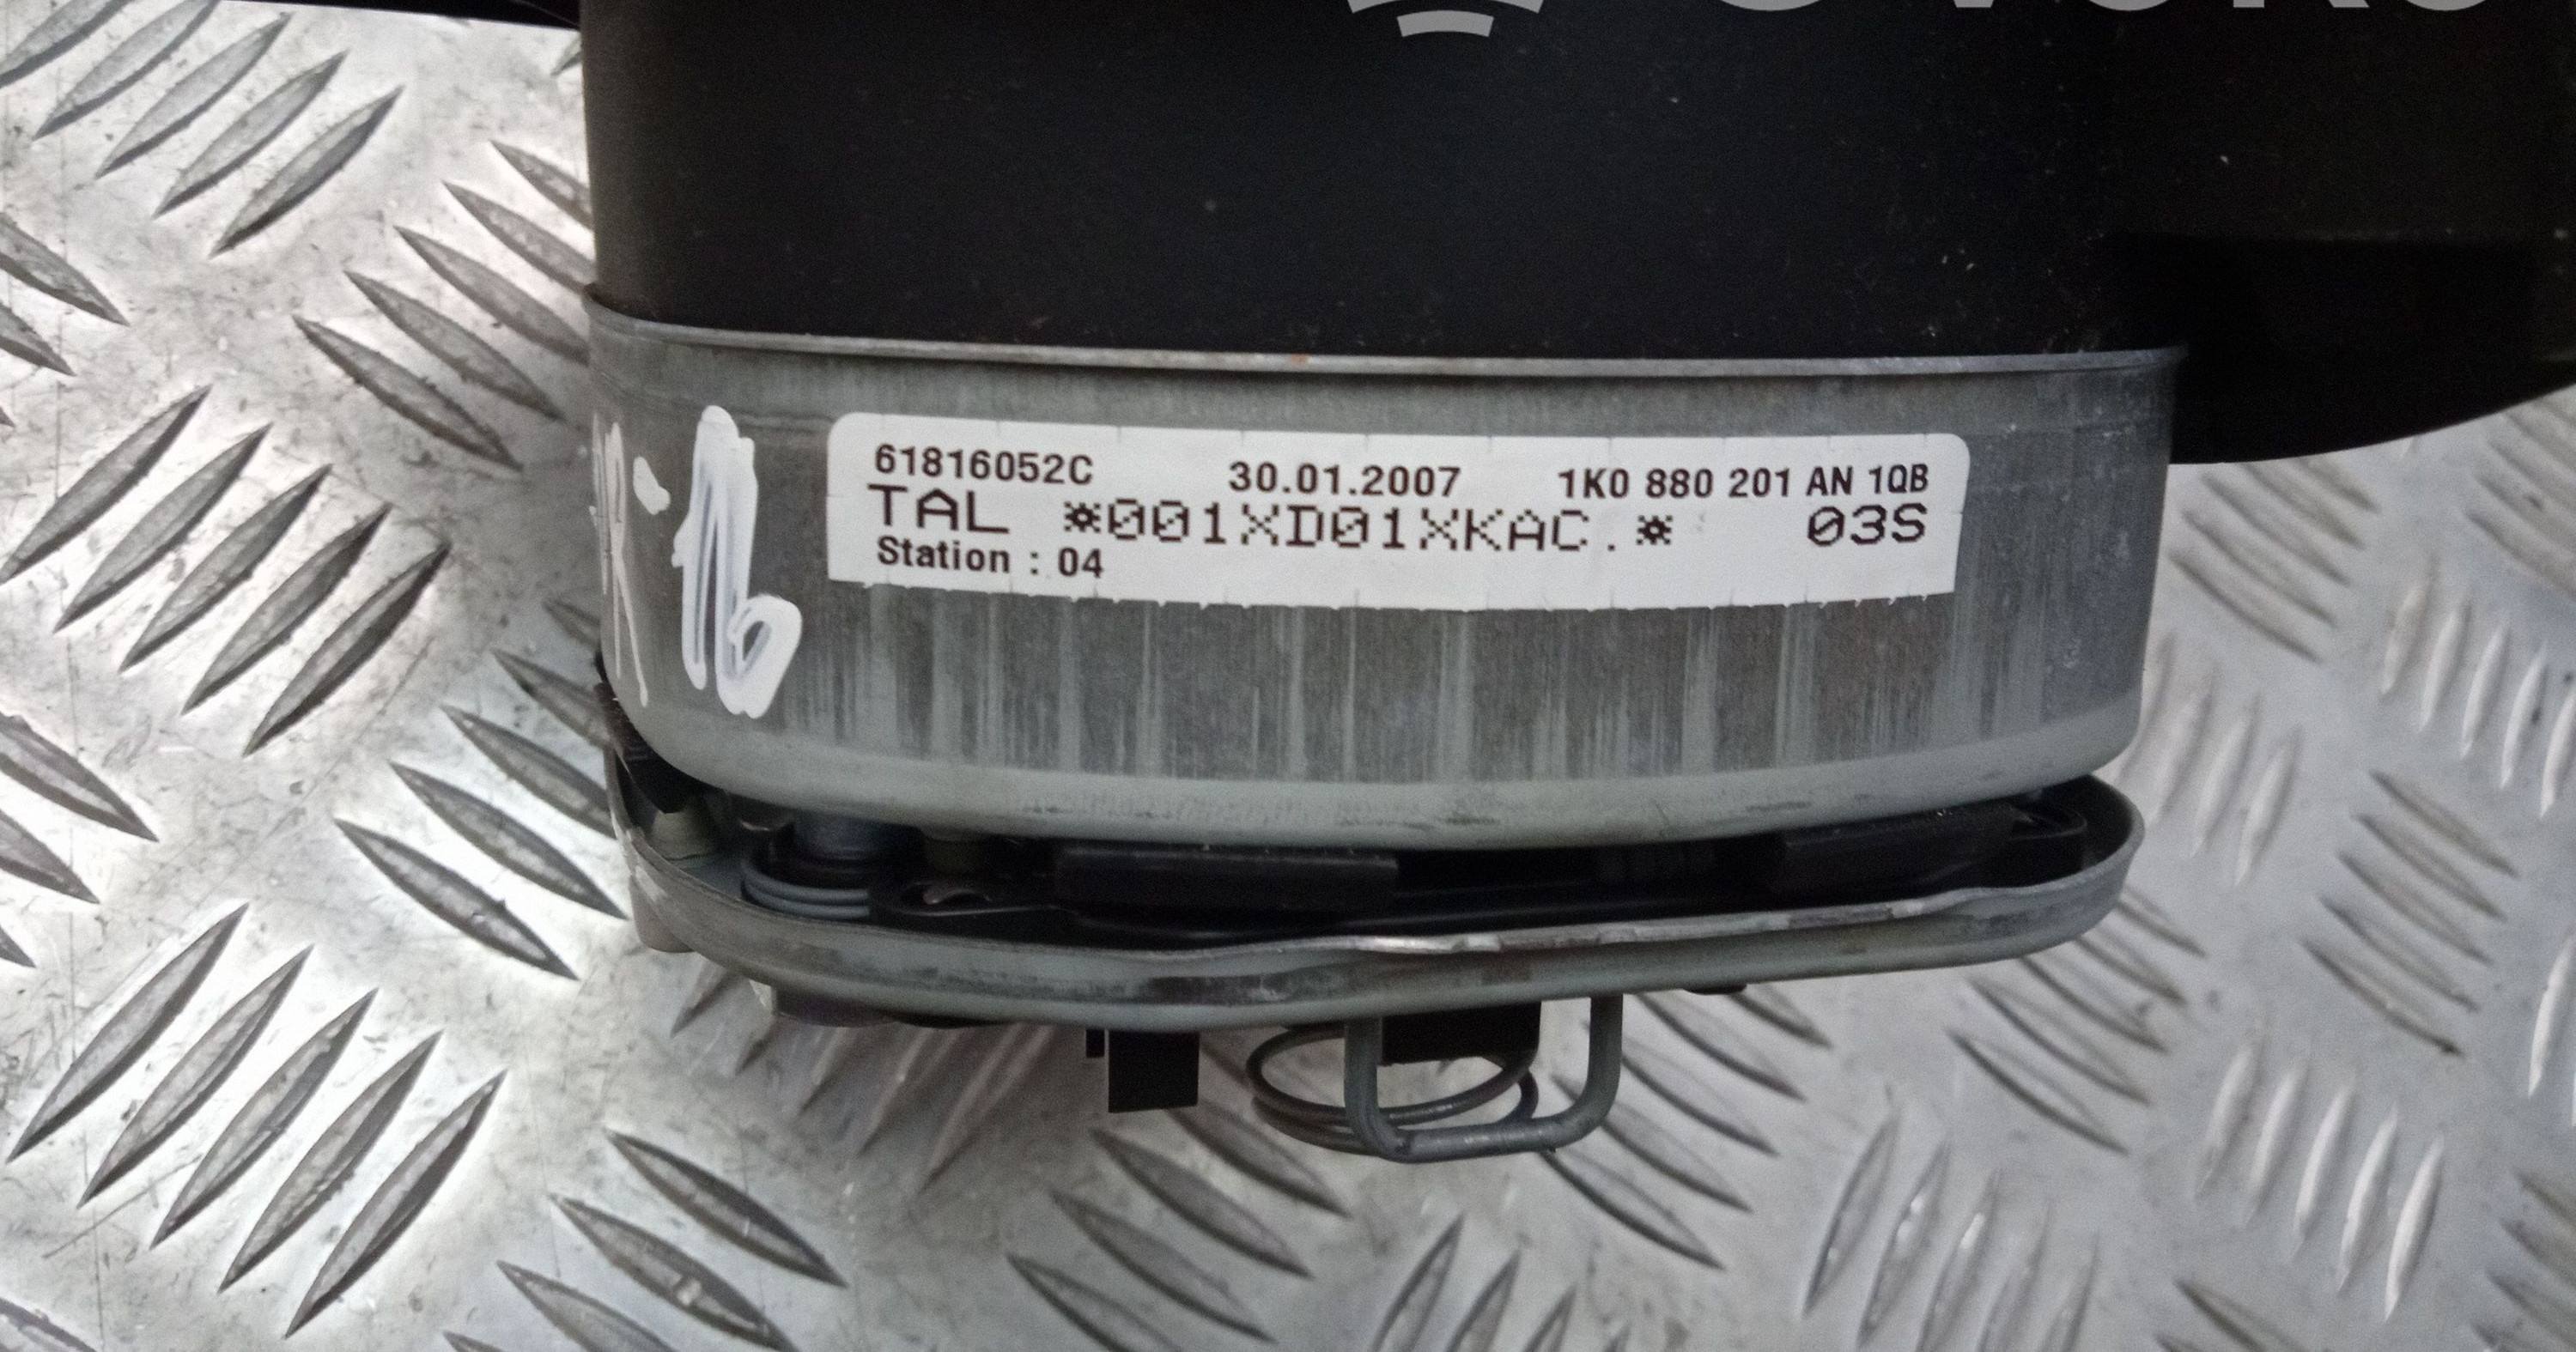 61816052C 30.01.2007 1K0 880 201 AN 1QB
TAL *001XD01XKAC.* 03S
Station : 04